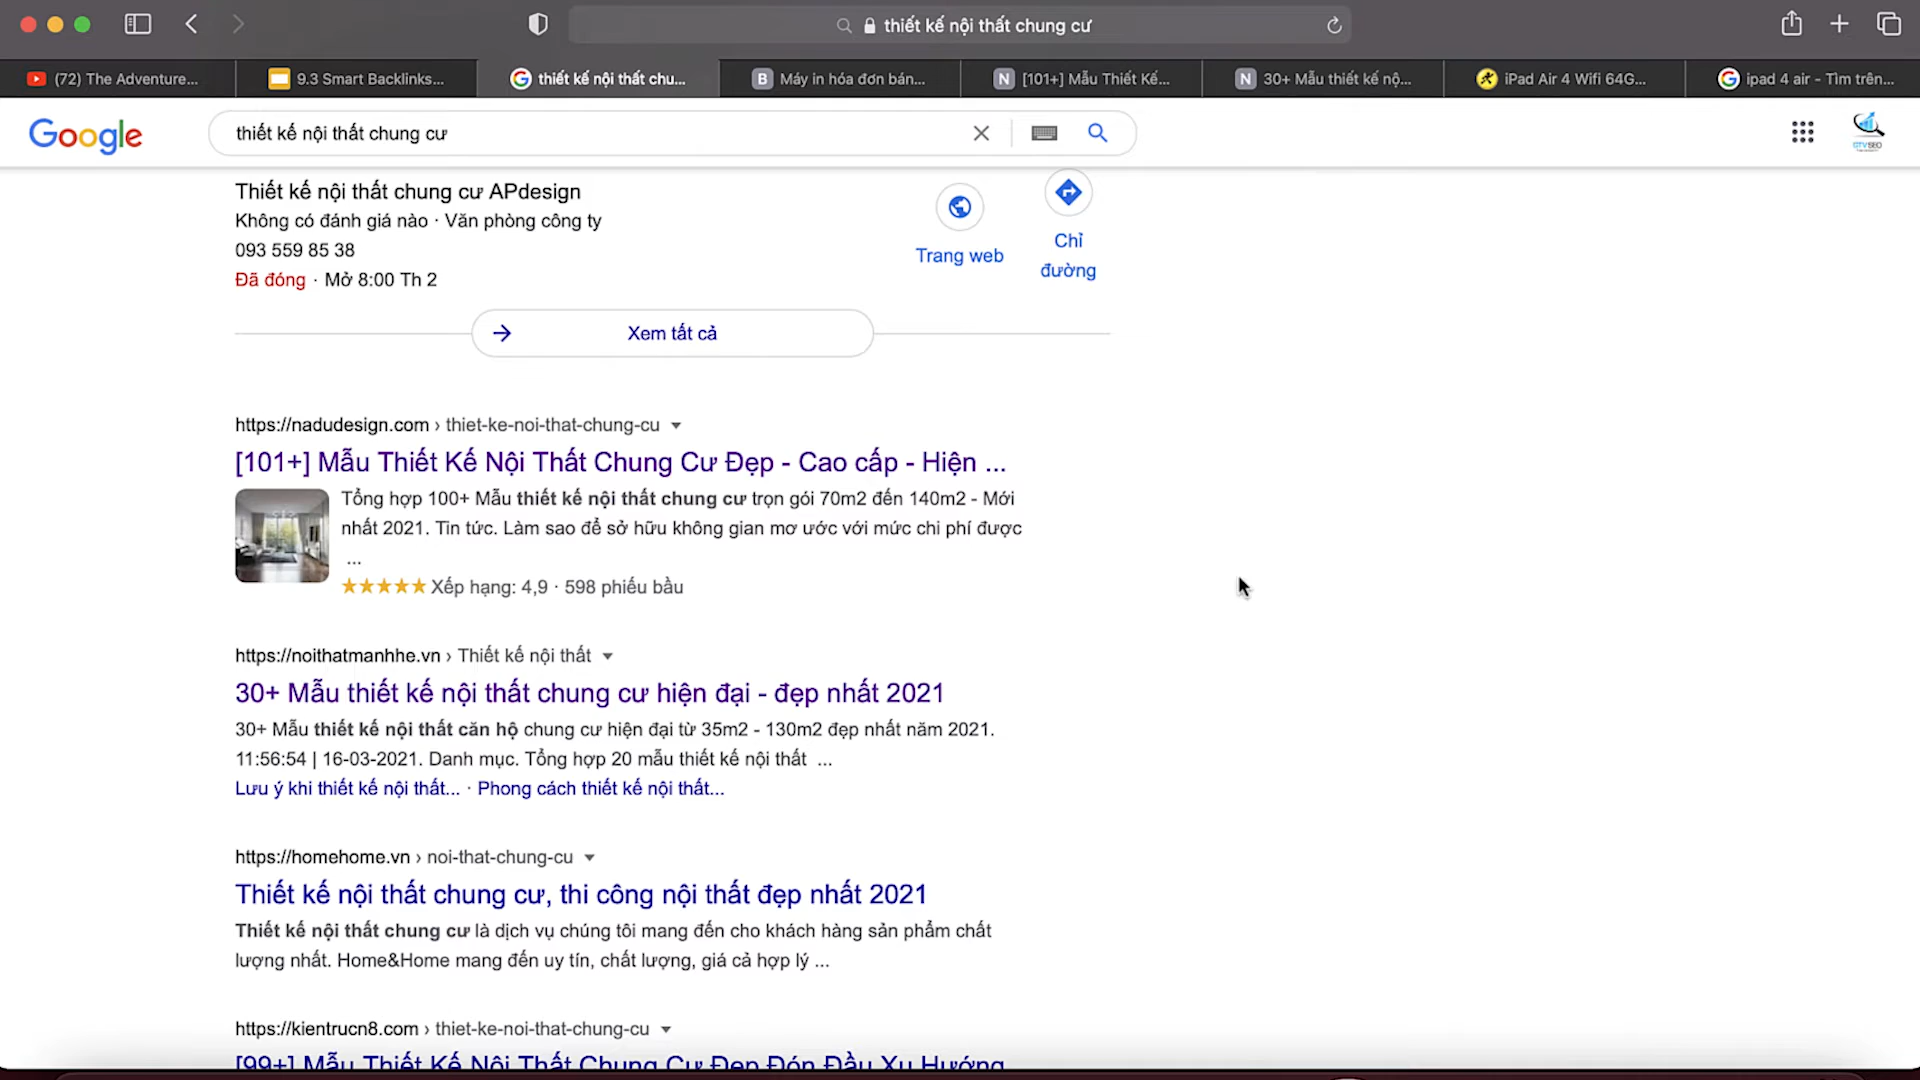 thiết kế nội thất chung cư
(72) The Adventure...
9.3 Smart Backlinks...
thiết kế nội thất chu...
B Máy in hóa đơn bán...
N [101+] Mẫu Thiết Kế...
N 30+ Mẫu thiết kế nộ...
iPad Air 4 Wifi 64G...
ipad 4 air - Tìm trên...
Google
thiết kế nội thất chung cư
GTVSEO
Thiết kế nội thất chung cư APdesign
Không có đánh giá nào · Văn phòng công ty
093 559 85 38
Đã đóng · Mở 8:00 Th 2
Trang web
Chỉ
đường
Xem tất cả
https://nadudesign.com › thiet-ke-noi-that-chung-cu
[101+] Mẫu Thiết Kế Nội Thất Chung Cư Đẹp - Cao cấp - Hiện ...
Tổng hợp 100+ Mẫu thiết kế nội thất chung cư trọn gói 70m2 đến 140m2 - Mới
nhất 2021. Tin tức. Làm sao để sở hữu không gian mơ ước với mức chi phí được
...
Xếp hạng: 4,9 · 598 phiếu bầu
https://noithatmanhhe.vn › Thiết kế nội thất
30+ Mẫu thiết kế nội thất chung cư hiện đại - đẹp nhất 2021
30+ Mẫu thiết kế nội thất căn hộ chung cư hiện đại từ 35m2 - 130m2 đẹp nhất năm 2021.
11:56:54 | 16-03-2021. Danh mục. Tổng hợp 20 mẫu thiết kế nội thất ...
Lưu ý khi thiết kế nội thất... · Phong cách thiết kế nội thất...
https://homehome.vn › noi-that-chung-cu
Thiết kế nội thất chung cư, thi công nội thất đẹp nhất 2021
Thiết kế nội thất chung cư là dịch vụ chúng tôi mang đến cho khách hàng sản phẩm chất
lượng nhất. Home&Home mang đến uy tín, chất lượng, giá cả hợp lý ...
https://kientrucn8.com › thiet-ke-noi-that-chung-cu
[99+] Mẫu Thiết Kế Nội Thất Chung Cư Đẹp Đón Đầu Xu Hướng